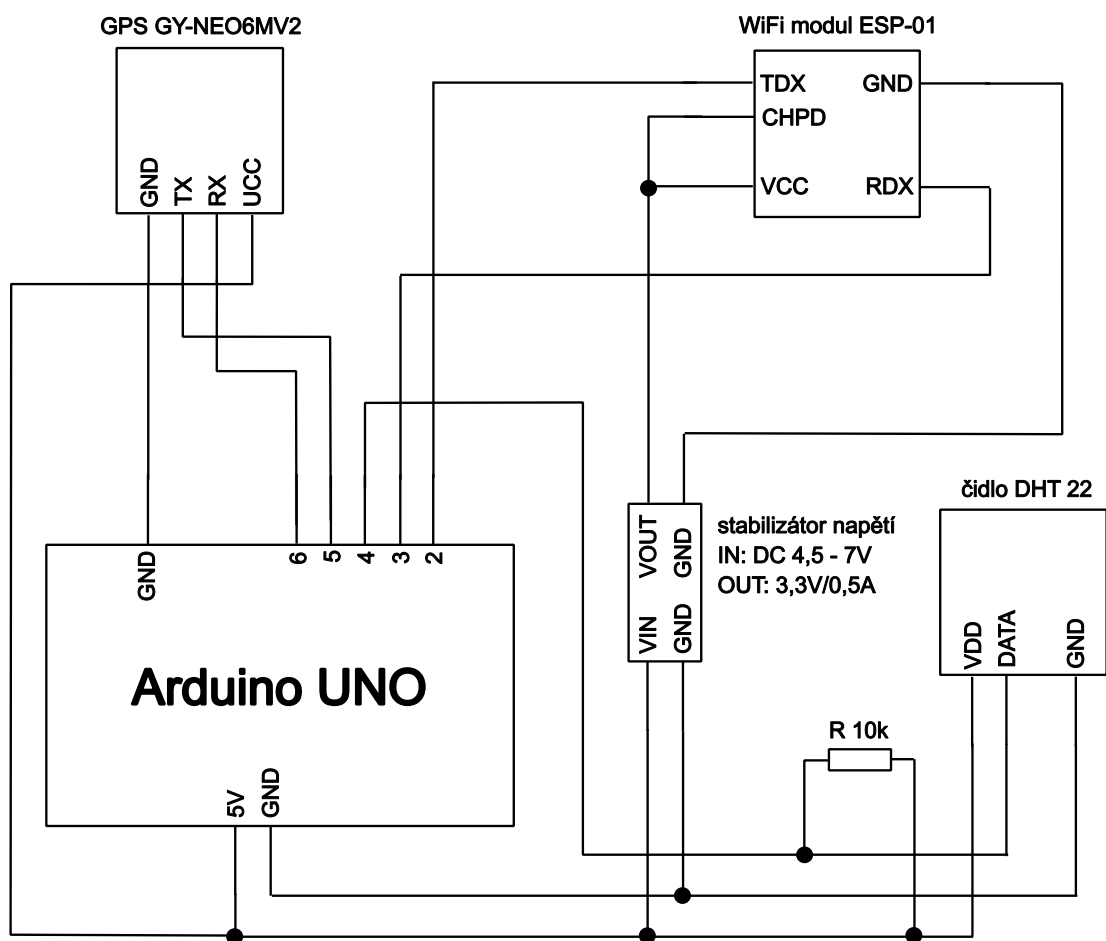 GPS GY-NEO6MV2
WiFi modul ESP-01
GND
TX
RX
UCC
TDX
GND
CHPD
VCC
RDX
čidlo DHT 22
stabilizátor napětí
IN: DC 4,5 - 7V
OUT: 3,3V/0,5A
VOUT
GND
VIN
GND
GND
6
5
4
3
2
Arduino UNO
5V
GND
VDD
DATA
GND
R 10k